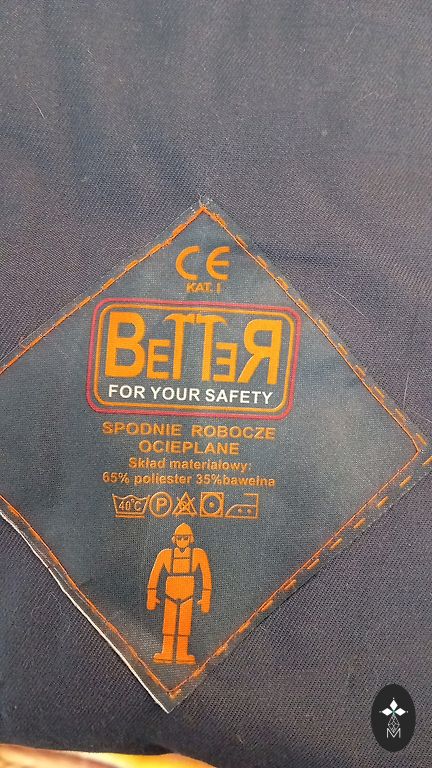 CE
KAT. I
BETTER
FOR YOUR SAFETY
SPODNIE ROBOCZE
OCIEPLANE
Skład materiałowy:
65% poliester 35%bawełna
40°C P